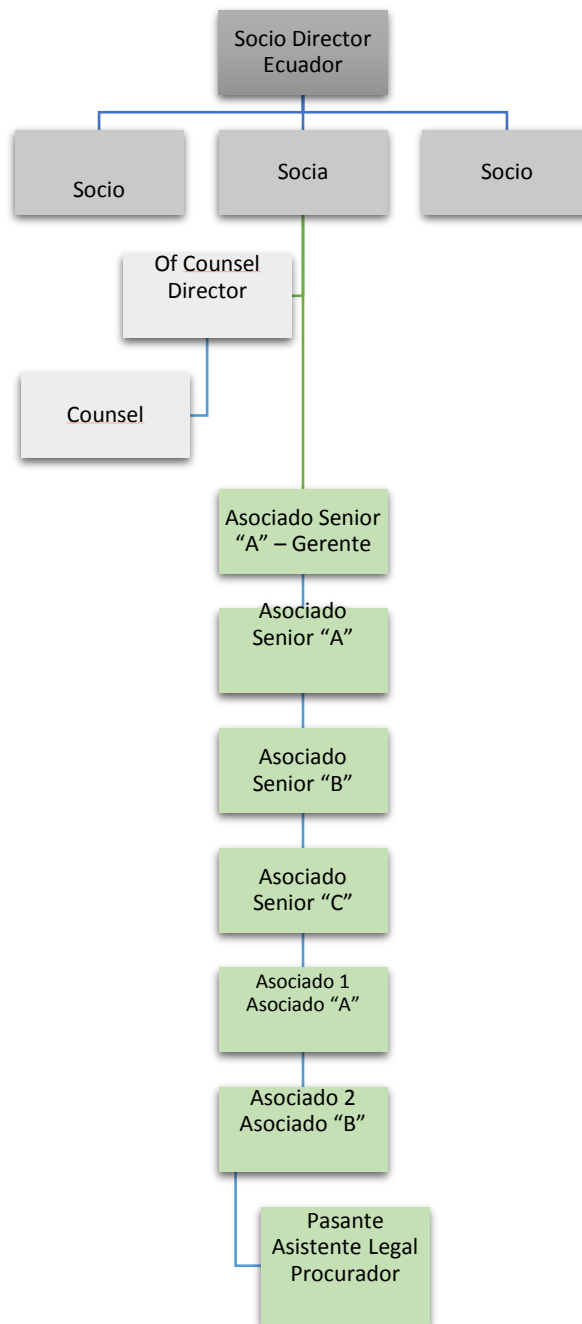 Socio Director
Ecuador
Socio
Socia
Socio
Of Counsel
Director
Counsel
Asociado Senior
“A” – Gerente
Asociado
Senior “A”
Asociado
Senior “B”
Asociado
Senior “C”
Asociado 1
Asociado “A”
Asociado 2
Asociado “B”
Pasante
Asistente Legal
Procurador